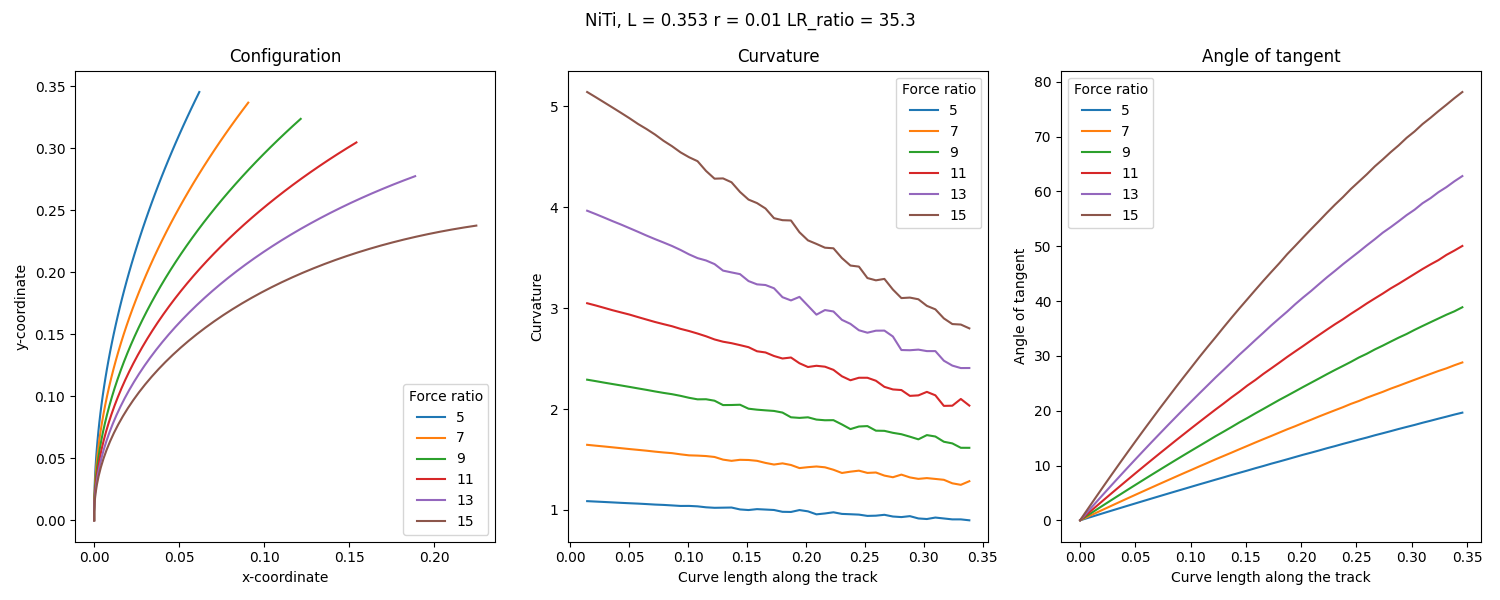 NiTi, L = 0.353 r = 0.01 LR_ratio = 35.3
Configuration
y-coordinate
0.35
0.30
0.25
0.20
0.15
0.10
0.05
0.00
0.00 0.05 0.10 0.15 0.20
x-coordinate
Force ratio
5
7
9
11
13
15
Curvature
Curvature
5
4
3
2
1
0.00 0.05 0.10 0.15 0.20 0.25 0.30 0.35
Curve length along the track
Force ratio
5
7
9
11
13
15
Angle of tangent
Angle of tangent
80
70
60
50
40
30
20
10
0
0.00 0.05 0.10 0.15 0.20 0.25 0.30 0.35
Curve length along the track
Force ratio
5
7
9
11
13
15